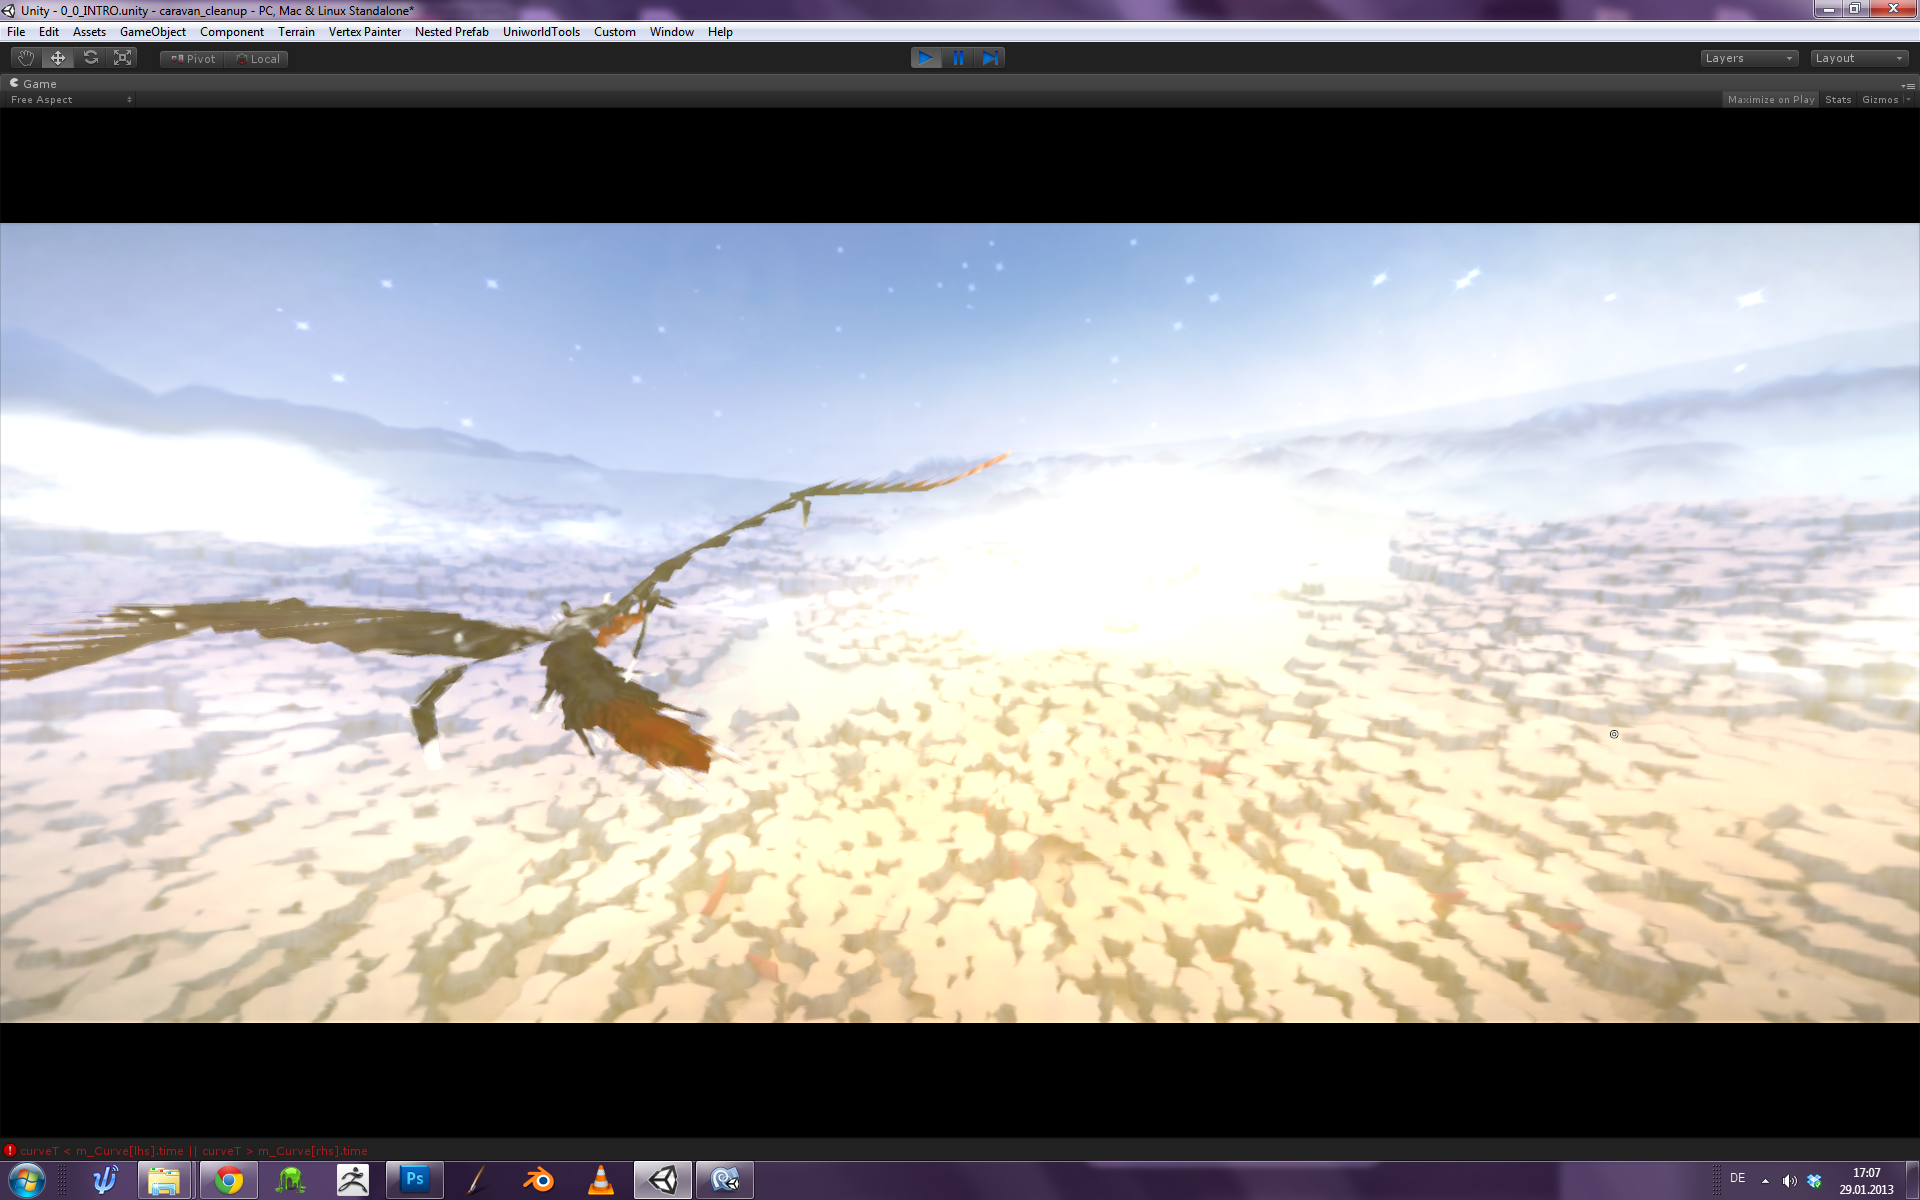 Unity - 0_0_INTRO.unity - caravan_cleanup - PC, Mac & Linux Standalone*
File Edit Assets GameObject Component Terrain Vertex Painter Nested Prefab UniworldTools Custom Window Help
Pivot Local Layers Layout
Game
Free Aspect Maximize on Play Stats Gizmos
curveT < m_Curve[lhs].time || curveT > m_Curve[rhs].time
Ps DE 17:07
29.01.2013